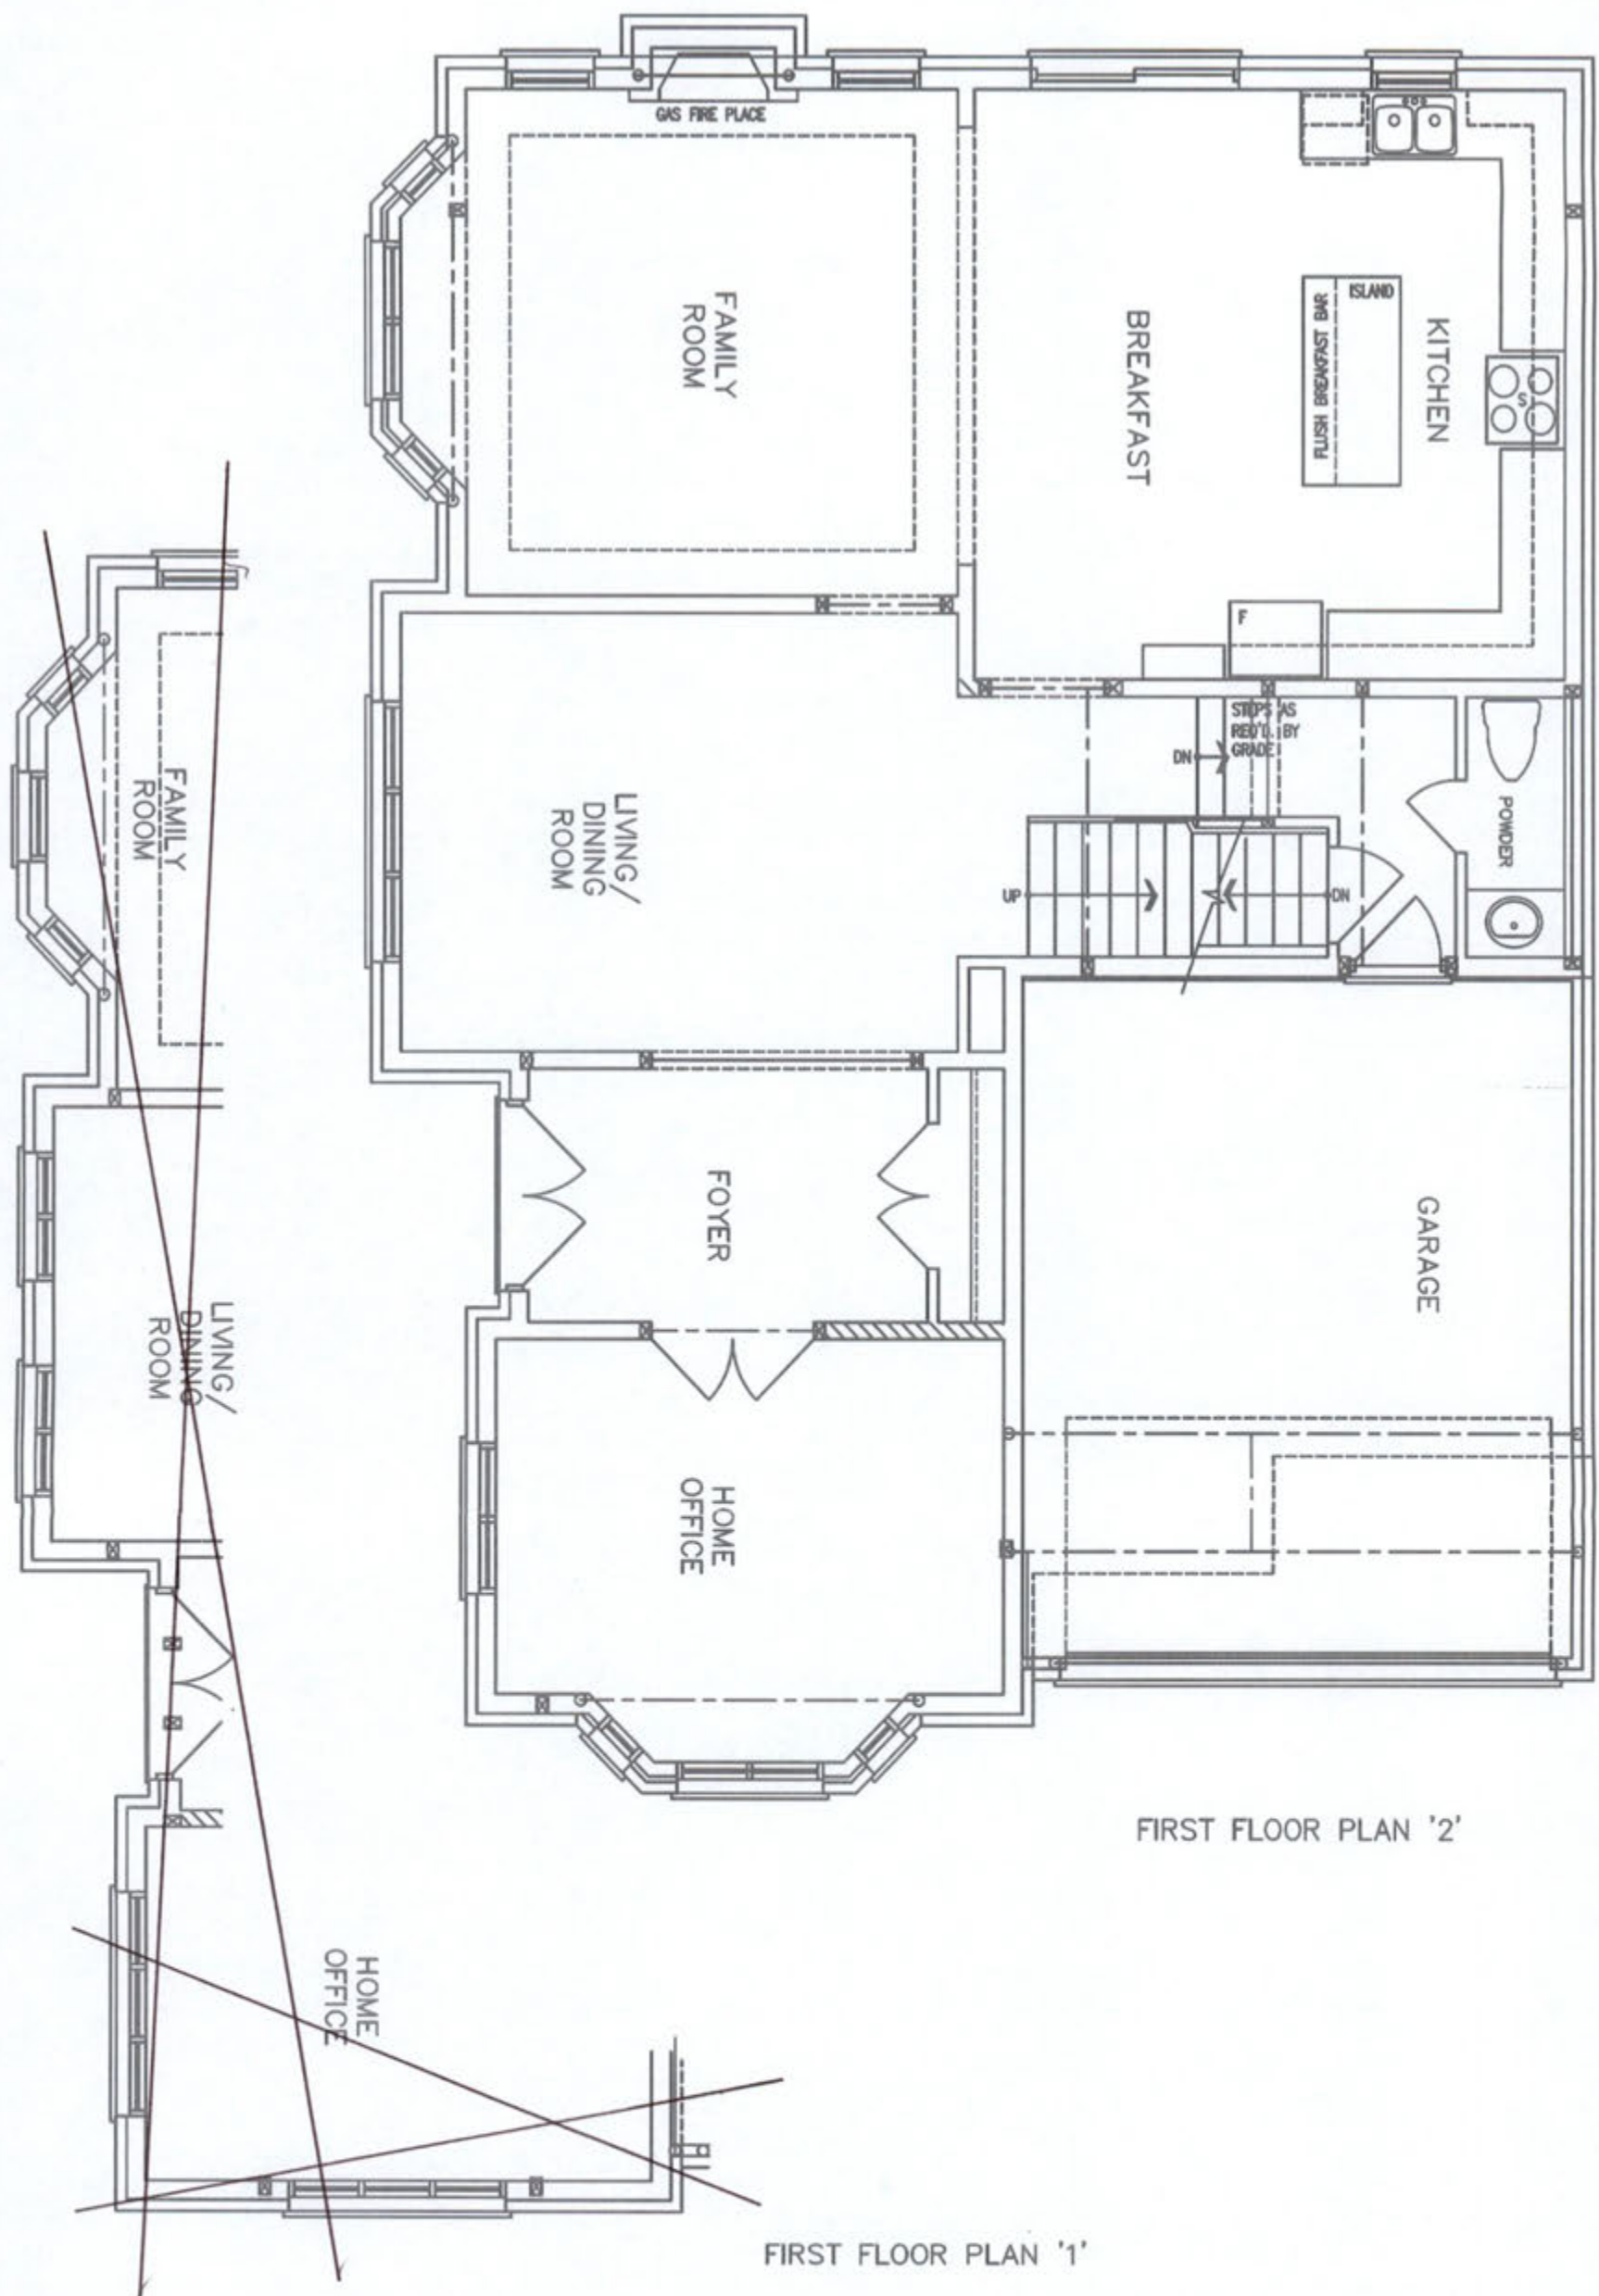 GAS FIRE PLACE
FAMILY
ROOM
BREAKFAST
FLUSH BREAKFAST BAR
ISLAND
KITCHEN
S
F
STEPS AS
REQ'D. BY
GRADE
DN
POWDER
UP
DN
LIVING/
DINING
ROOM
FOYER
GARAGE
HOME
OFFICE
FIRST FLOOR PLAN '2'
FAMILY
ROOM
LIVING/
DINING
ROOM
HOME
OFFICE
FIRST FLOOR PLAN '1'